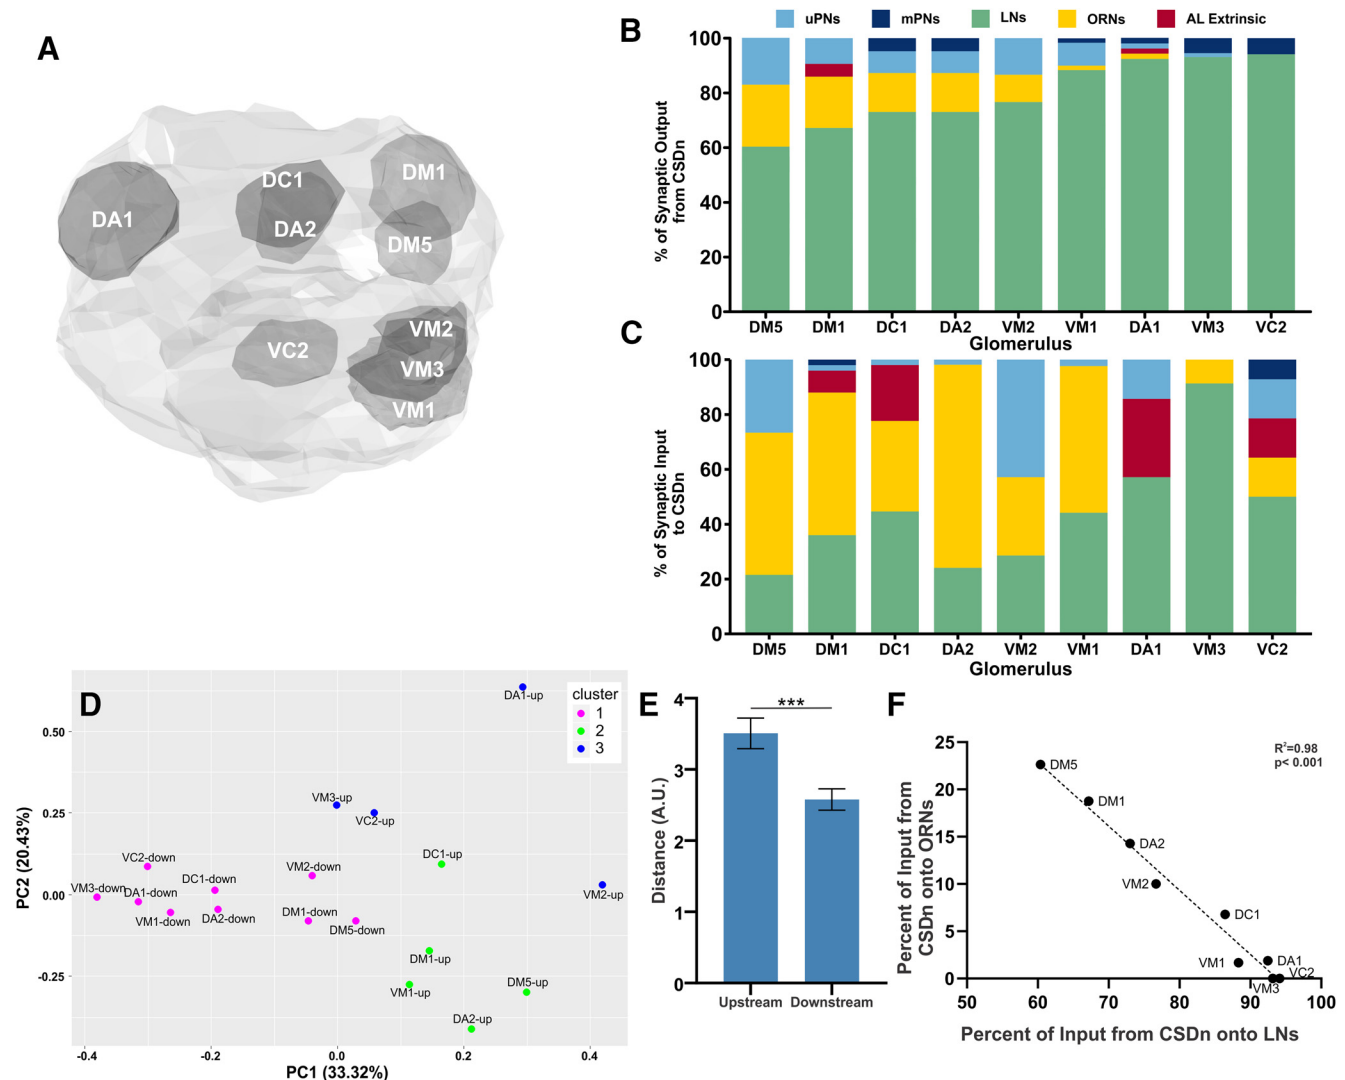 A
DC1
DM1
DA1
DA2
DM5
VM2
VC2
VM3
VM1
B
uPNs mPNs LNs ORNs AL Extrinsic
% of Synaptic Output
from CSDn
100
80
60
40
20
0
DM5 DM1 DC1 DA2 VM2 VM1 DA1 VM3 VC2
Glomerulus
C
% of Synaptic Input
to CSDn
100
80
60
40
20
0
DM5 DM1 DC1 DA2 VM2 VM1 DA1 VM3 VC2
Glomerulus
D
cluster
1
2
3
DA1-up
VM3-up
VC2-up
VC2-down
VM2-down
DC1-up
VM3-down
DA1-down
DC1-down
VM2-up
VM1-down
DA2-down
DM1-down
DM5-down
DM1-up
VM1-up
DM5-up
DA2-up
PC2 (20.43%)
0.50
0.25
0.00
-0.25
-0.4 -0.2 0.0 0.2 0.4
PC1 (33.32%)
E
***
Distance (A.U.)
4
3
2
1
0
Upstream Downstream
F
R²=0.98
p< 0.001
Percent of Input from
CSDn onto ORNs
25
20
15
10
5
0
DM5
DM1
DA2
VM2
DC1
VM1
DA1
VC2
VM3
50 60 70 80 90 100
Percent of Input from CSDn onto LNs